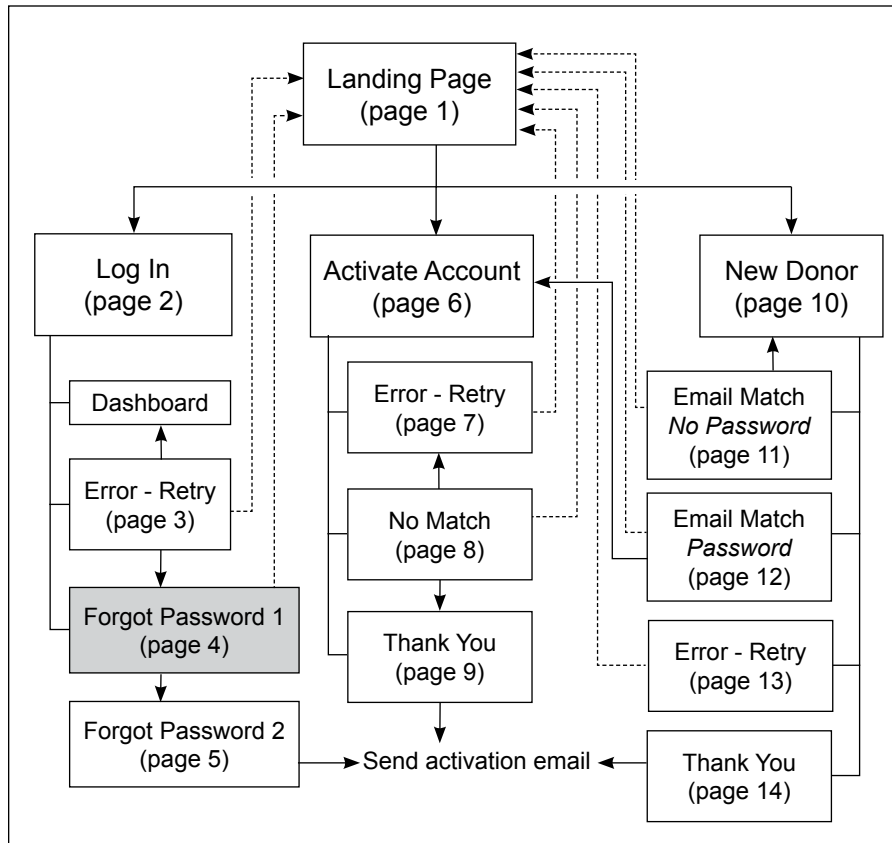 Landing Page
(page 1)
Log In
(page 2)
Activate Account
(page 6)
New Donor
(page 10)
Dashboard
Error - Retry
(page 3)
Forgot Password 1
(page 4)
Forgot Password 2
(page 5)
Error - Retry
(page 7)
No Match
(page 8)
Thank You
(page 9)
Send activation email
Email Match
No Password
(page 11)
Email Match
Password
(page 12)
Error - Retry
(page 13)
Thank You
(page 14)